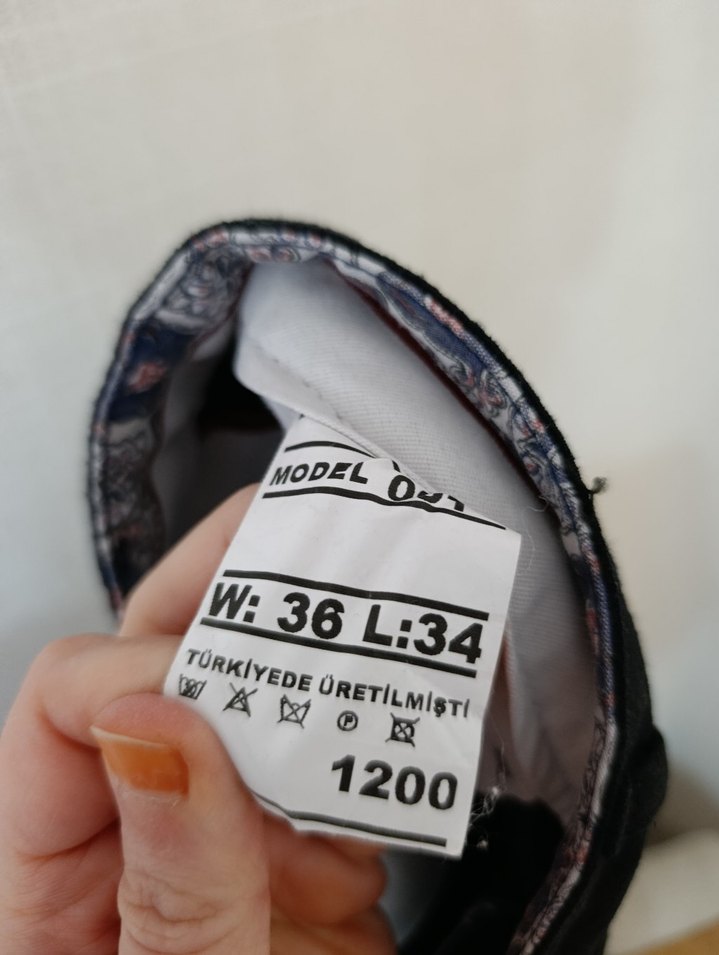 MODEL
W: 36 L:34
TÜRKİYEDE ÜRETİLMİŞTİ
1200